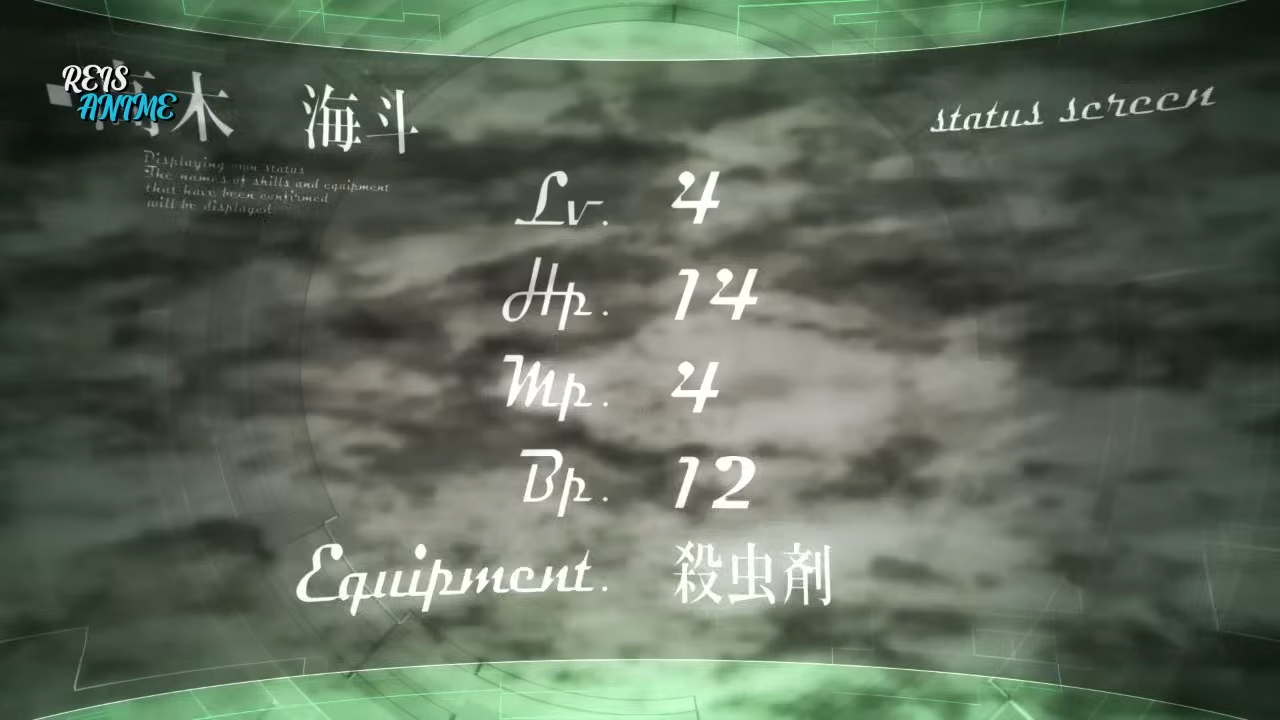 REIS
ANIME
高木 海斗
status screen
Displaying own status
The names of skills and equipment
that have been confirmed
will be displayed
Lv. 4
Hp. 14
Mp. 4
Bp. 12
Equipment. 殺虫剤